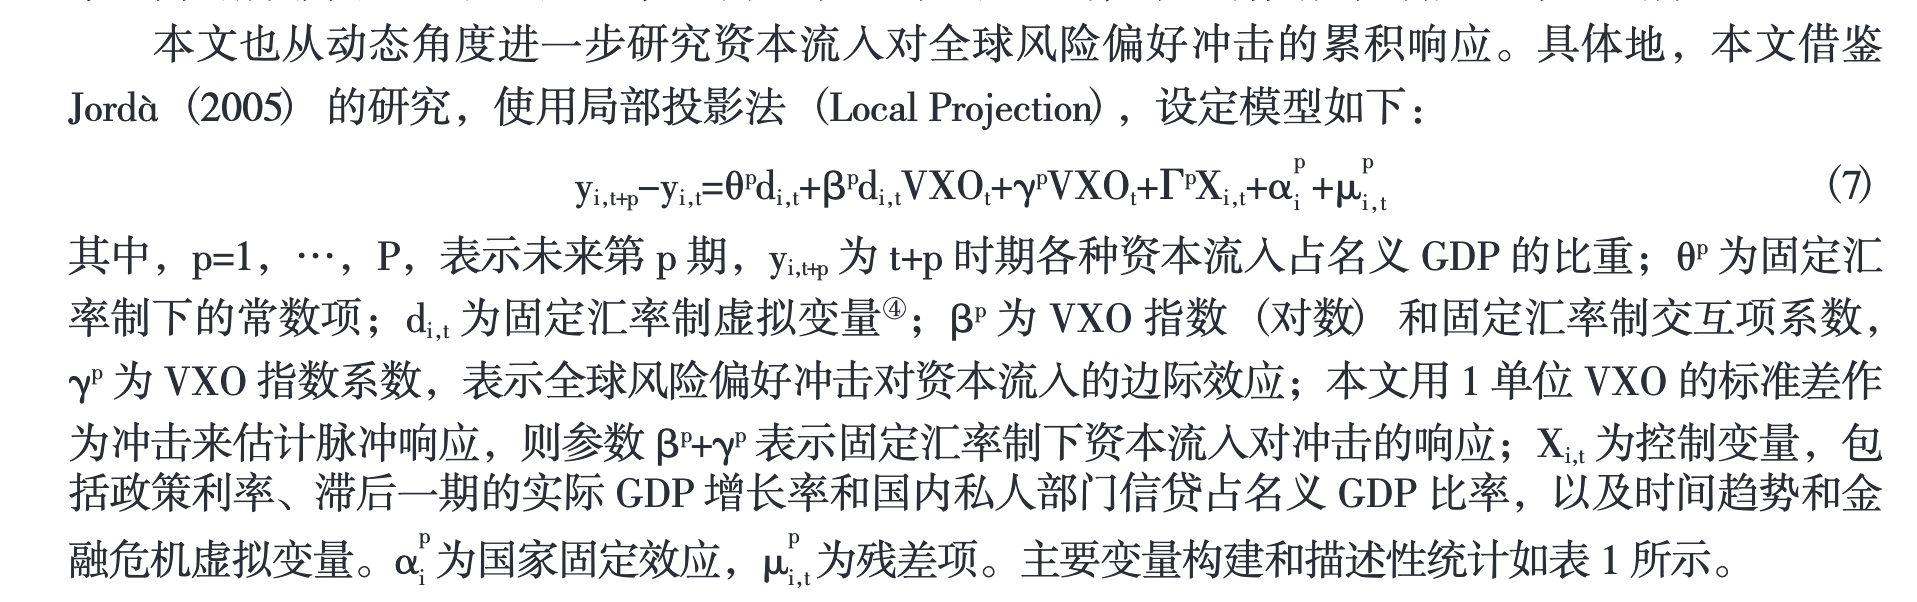 本文也从动态角度进一步研究资本流入对全球风险偏好冲击的累积响应。具体地，本文借鉴
Jordà（2005）的研究，使用局部投影法（Local Projection），设定模型如下：
y_{i,t+p}−y_{i,t}=θ^p d_{i,t}+β^p d_{i,t}VXO_t+γ^p VXO_t+Γ^p X_{i,t}+α_i^p+μ_{i,t}^p （7）
其中，p=1，…，P，表示未来第 p 期，y_{i,t+p} 为 t+p 时期各种资本流入占名义 GDP 的比重；θ^p 为固定汇
率制下的常数项；d_{i,t} 为固定汇率制虚拟变量④；β^p 为 VXO 指数（对数）和固定汇率制交互项系数，
γ^p 为 VXO 指数系数，表示全球风险偏好冲击对资本流入的边际效应；本文用 1 单位 VXO 的标准差作
为冲击来估计脉冲响应，则参数 β^p+γ^p 表示固定汇率制下资本流入对冲击的响应；X_{i,t} 为控制变量，包
括政策利率、滞后一期的实际 GDP 增长率和国内私人部门信贷占名义 GDP 比率，以及时间趋势和金
融危机虚拟变量。α_i^p 为国家固定效应，μ_{i,t}^p 为残差项。主要变量构建和描述性统计如表 1 所示。